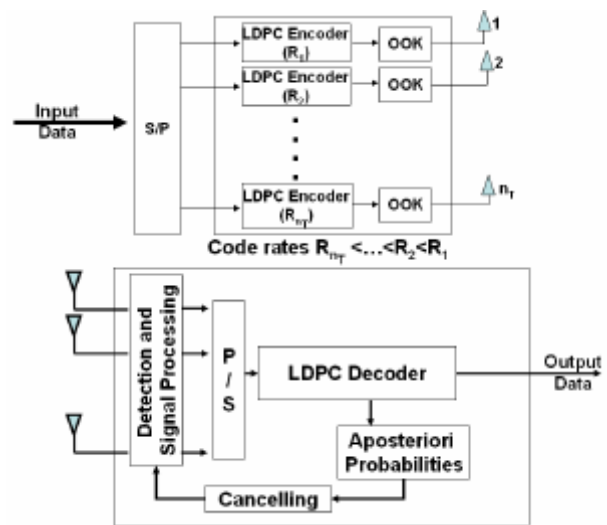 LDPC Encoder
(R1)
OOK
1
LDPC Encoder
(R2)
OOK
2
Input
Data
S/P
LDPC Encoder
(RnT)
OOK
nT
Code rates RnT <...<R2<R1
Detection and
Signal Processing
P
/
S
LDPC Decoder
Output
Data
Aposteriori
Probabilities
Cancelling